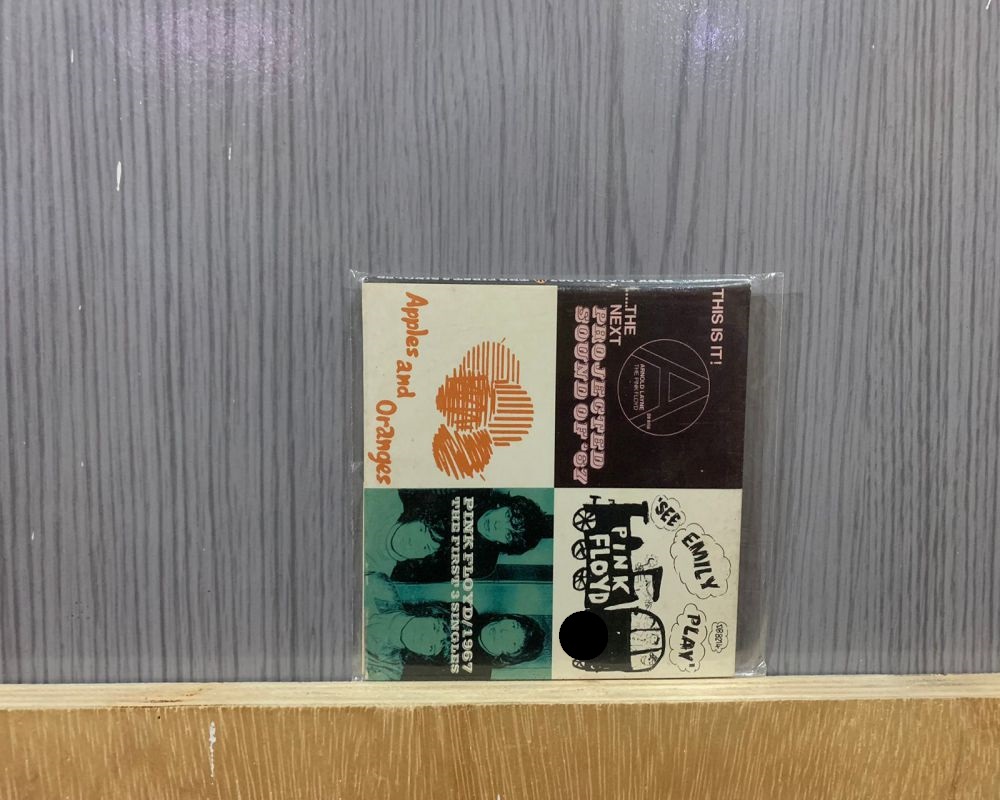 THIS IS IT!
ARNOLD LAYNE
THE PINK FLOYD
....THE
NEXT
PROJECTED
SOUND OF '67
'SEE
EMILY
PLAY'
PINK
FLOYD
Apples and Oranges
PINK FLOYD/1967
THE FIRST 3 SINGLES